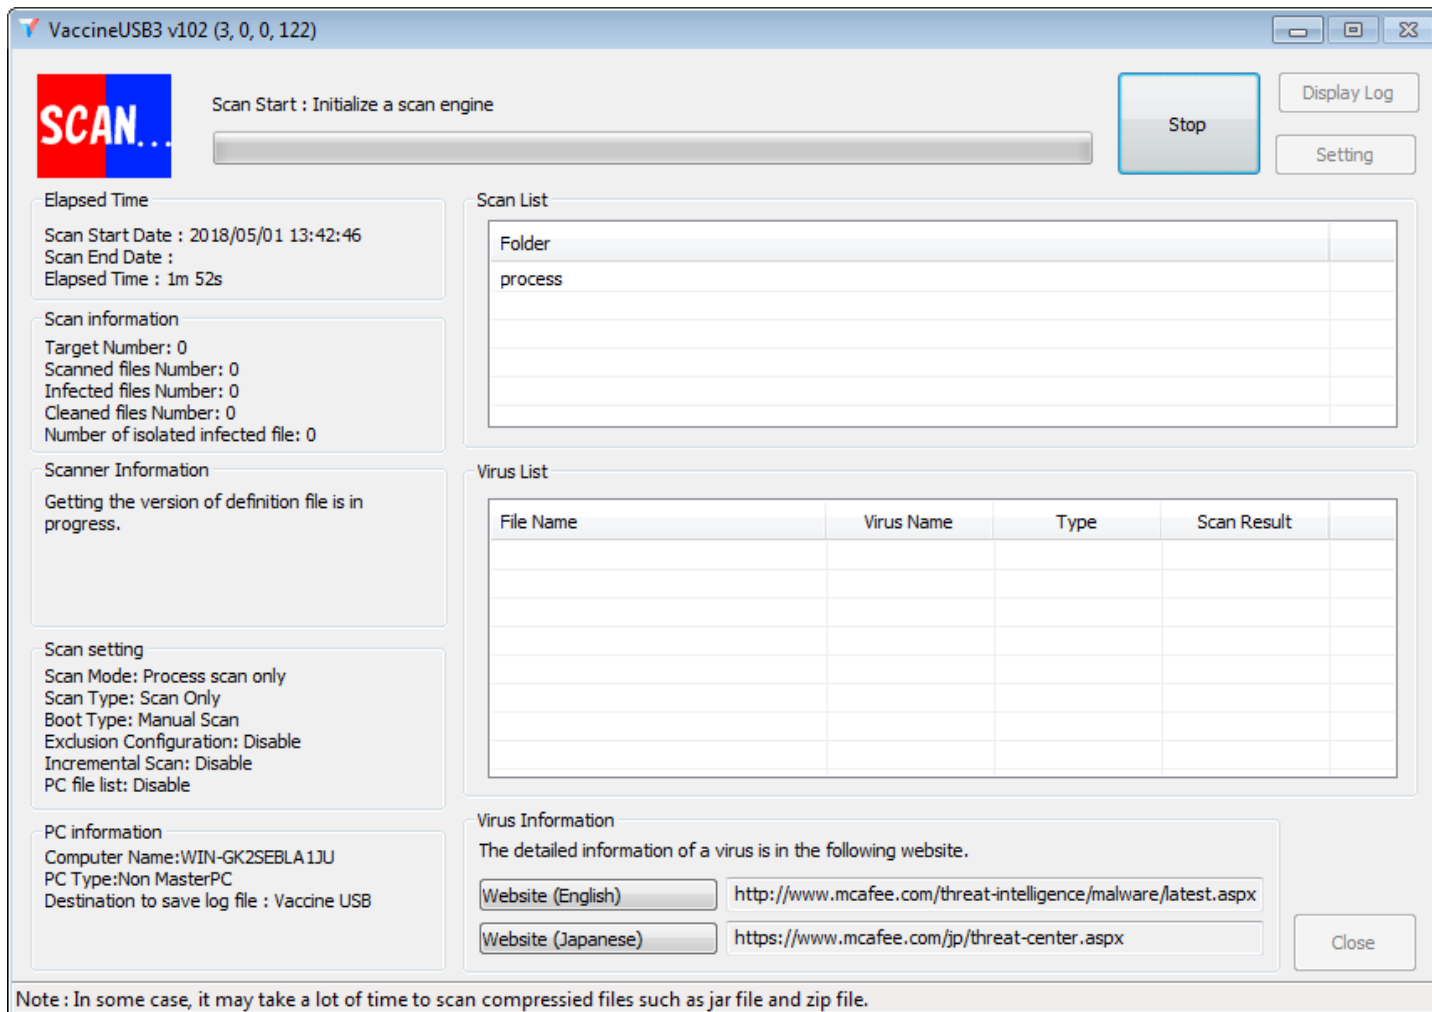 VaccineUSB3 v102 (3, 0, 0, 122)
SCAN...
Scan Start : Initialize a scan engine
Stop
Display Log
Setting
Elapsed Time
Scan Start Date : 2018/05/01 13:42:46
Scan End Date :
Elapsed Time : 1m 52s
Scan information
Target Number: 0
Scanned files Number: 0
Infected files Number: 0
Cleaned files Number: 0
Number of isolated infected file: 0
Scanner Information
Getting the version of definition file is in
progress.
Scan setting
Scan Mode: Process scan only
Scan Type: Scan Only
Boot Type: Manual Scan
Exclusion Configuration: Disable
Incremental Scan: Disable
PC file list: Disable
PC information
Computer Name:WIN-GK2SEBLA1JU
PC Type:Non MasterPC
Destination to save log file : Vaccine USB
Scan List
Folder
process
Virus List
File Name Virus Name Type Scan Result
Virus Information
The detailed information of a virus is in the following website.
Website (English) http://www.mcafee.com/threat-intelligence/malware/latest.aspx
Website (Japanese) https://www.mcafee.com/jp/threat-center.aspx
Close
Note : In some case, it may take a lot of time to scan compressied files such as jar file and zip file.